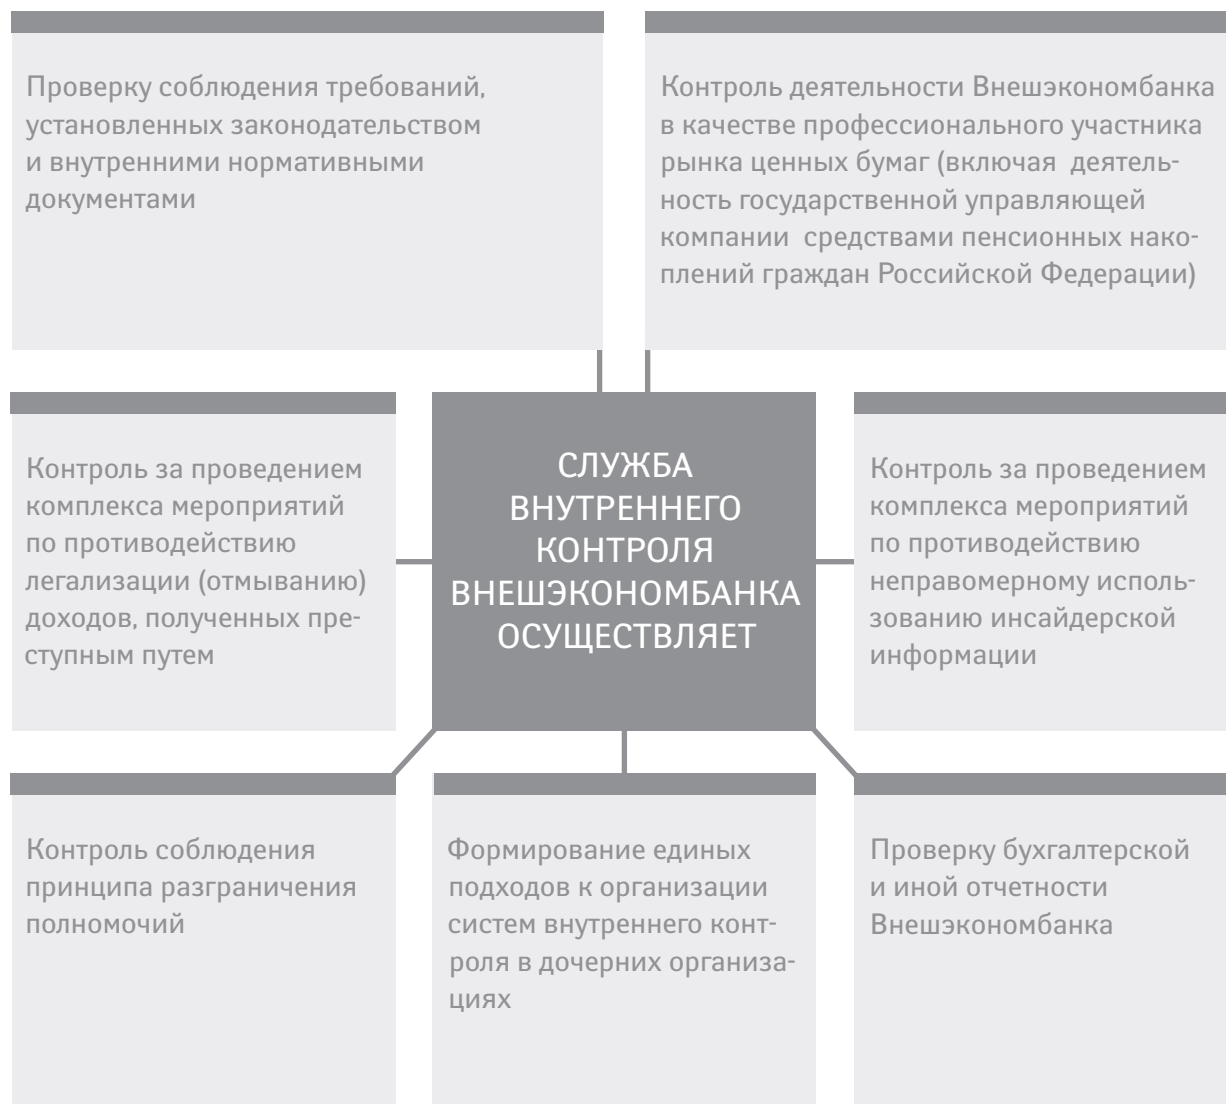 Проверку соблюдения требований,
установленных законодательством
и внутренними нормативными
документами
Контроль деятельности Внешэкономбанка
в качестве профессионального участника
рынка ценных бумаг (включая деятель-
ность государственной управляющей
компании средствами пенсионных нако-
плений граждан Российской Федерации)
Контроль за проведением
комплекса мероприятий
по противодействию
легализации (отмыванию)
доходов, полученных пре-
ступным путем
СЛУЖБА
ВНУТРЕННЕГО
КОНТРОЛЯ
ВНЕШЭКОНОМБАНКА
ОСУЩЕСТВЛЯЕТ
Контроль за проведением
комплекса мероприятий
по противодействию
неправомерному исполь-
зованию инсайдерской
информации
Контроль соблюдения
принципа разграничения
полномочий
Формирование единых
подходов к организации
систем внутреннего конт-
роля в дочерних организа-
циях
Проверку бухгалтерской
и иной отчетности
Внешэкономбанка